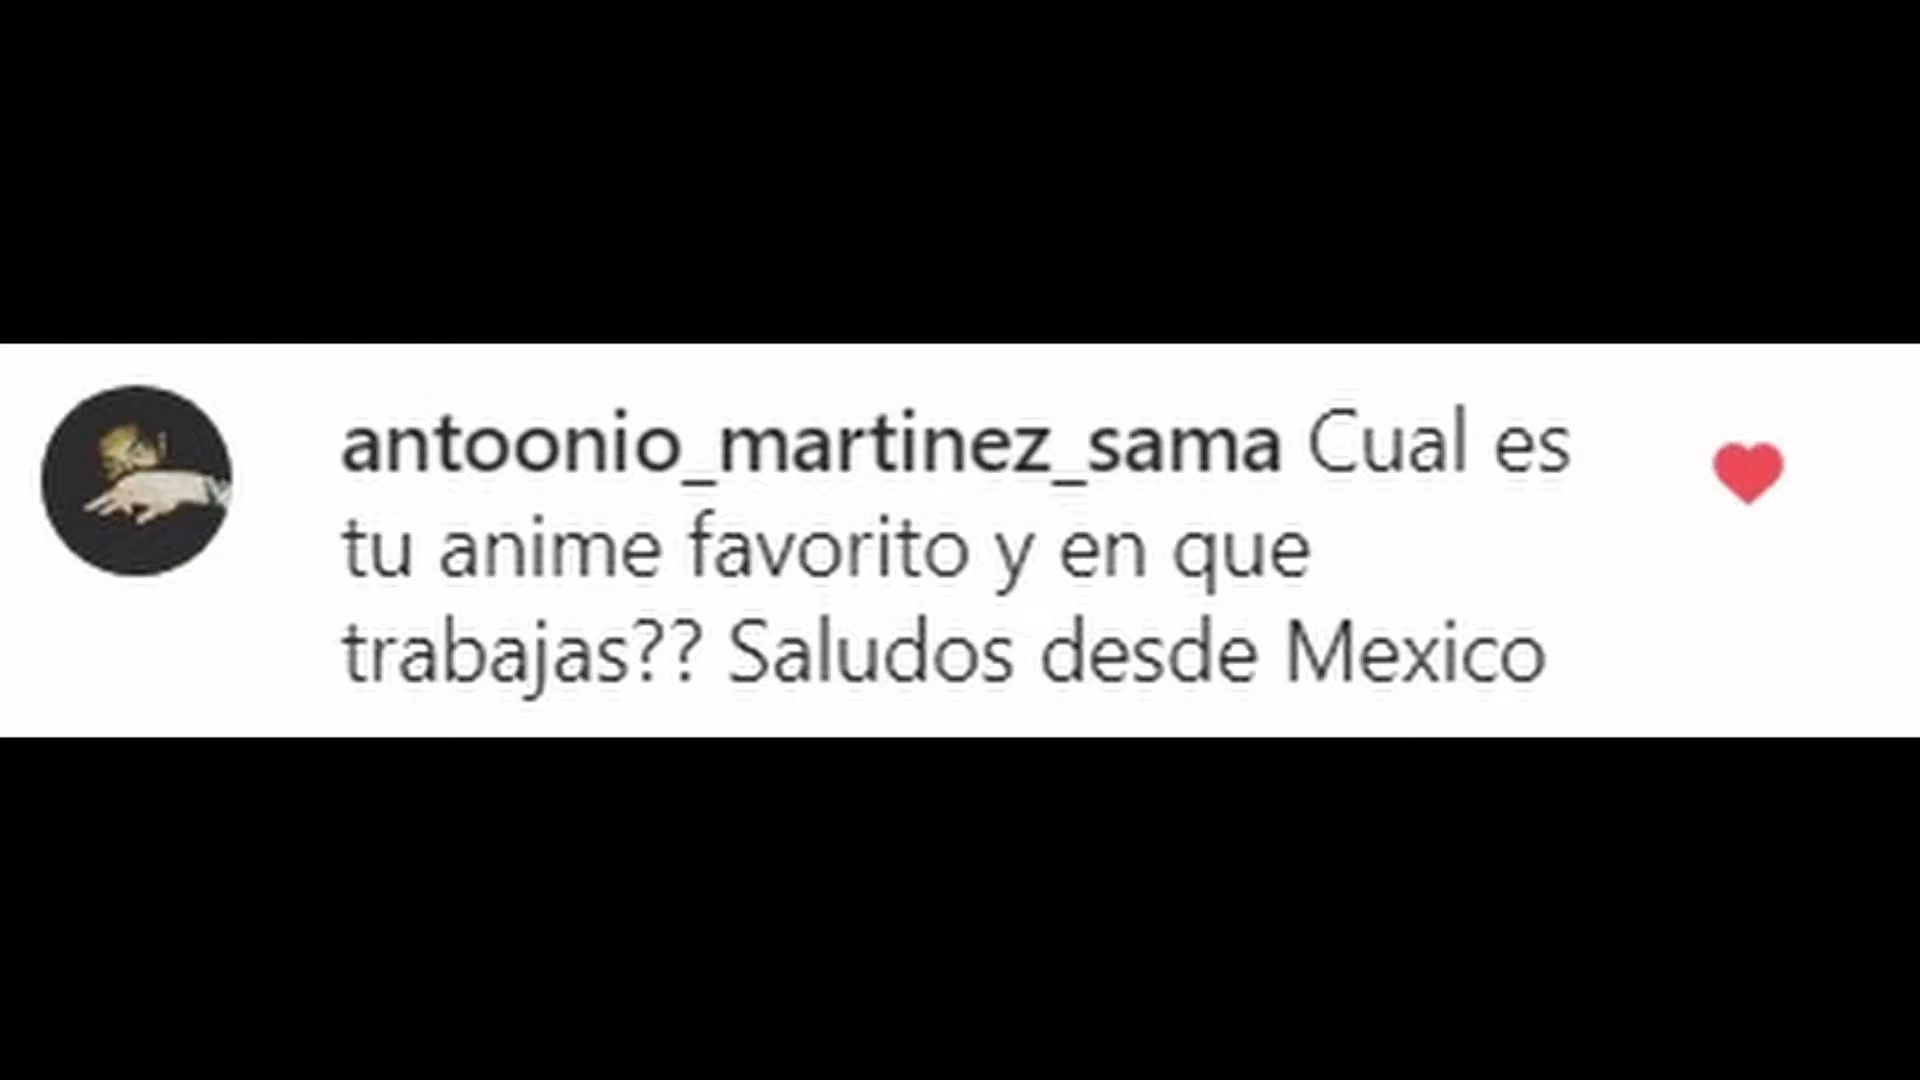 antoonio_martinez_sama Cual es
tu anime favorito y en que
trabajas?? Saludos desde Mexico